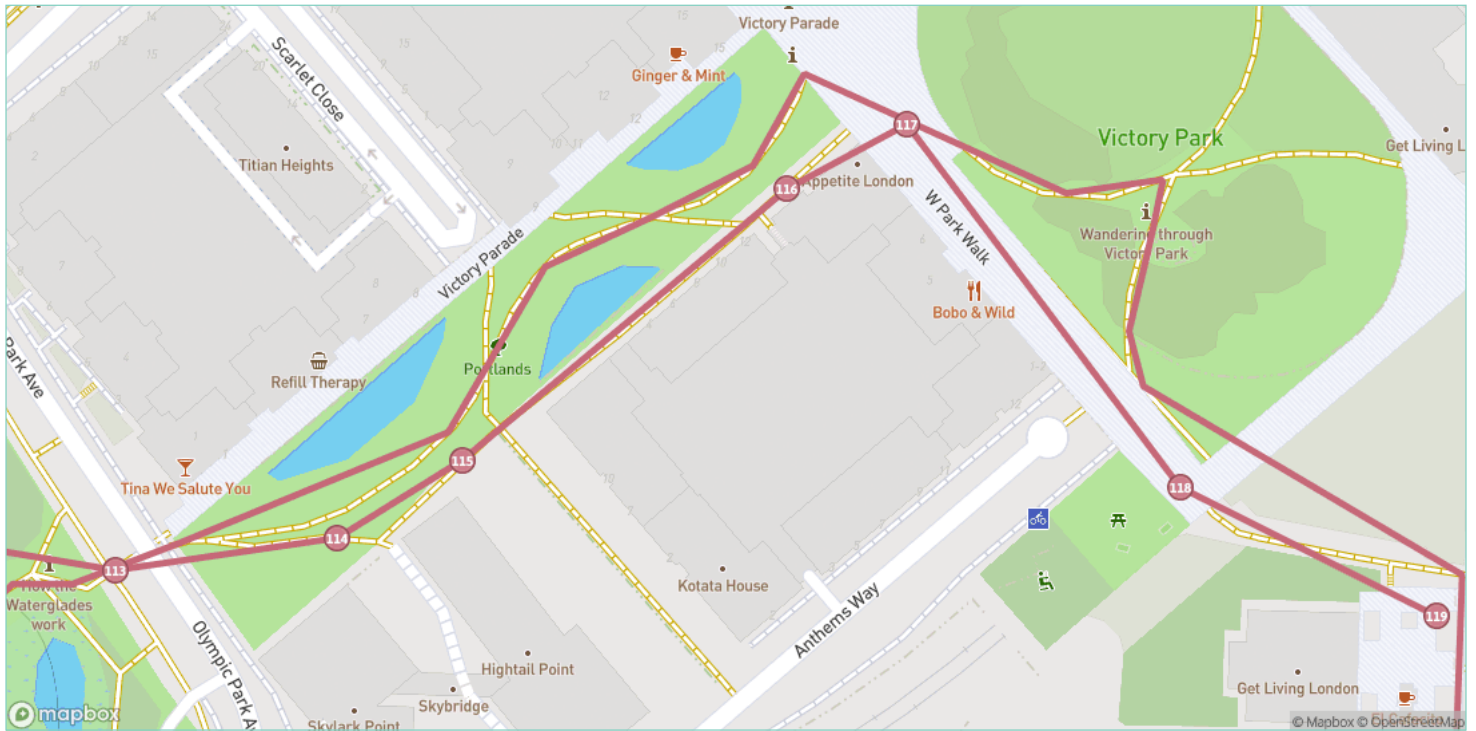 Victory Parade
Ginger & Mint
Scarlet Close
Titian Heights
117
Victory Park
Get Living L
116
Appetite London
W Park Walk
Wandering through
Victory Park
Victory Parade
Bobo & Wild
Park Ave
Refill Therapy
Portlands
Tina We Salute You
115
118
114
113
How the
Waterglades
work
Kotata House
Anthems Way
119
Olympic Park Av
Hightail Point
Skybridge
Skylark Point
Get Living London
mapbox
© Mapbox © OpenStreetMap